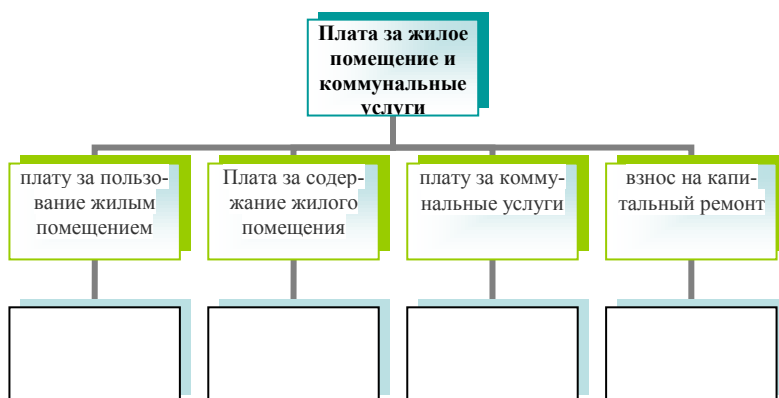 Плата за жилое
помещение и
коммунальные
услуги
плату за пользо-
вание жилым
помещением
Плата за содер-
жание жилого
помещения
плату за комму-
нальные услуги
взнос на капи-
тальный ремонт